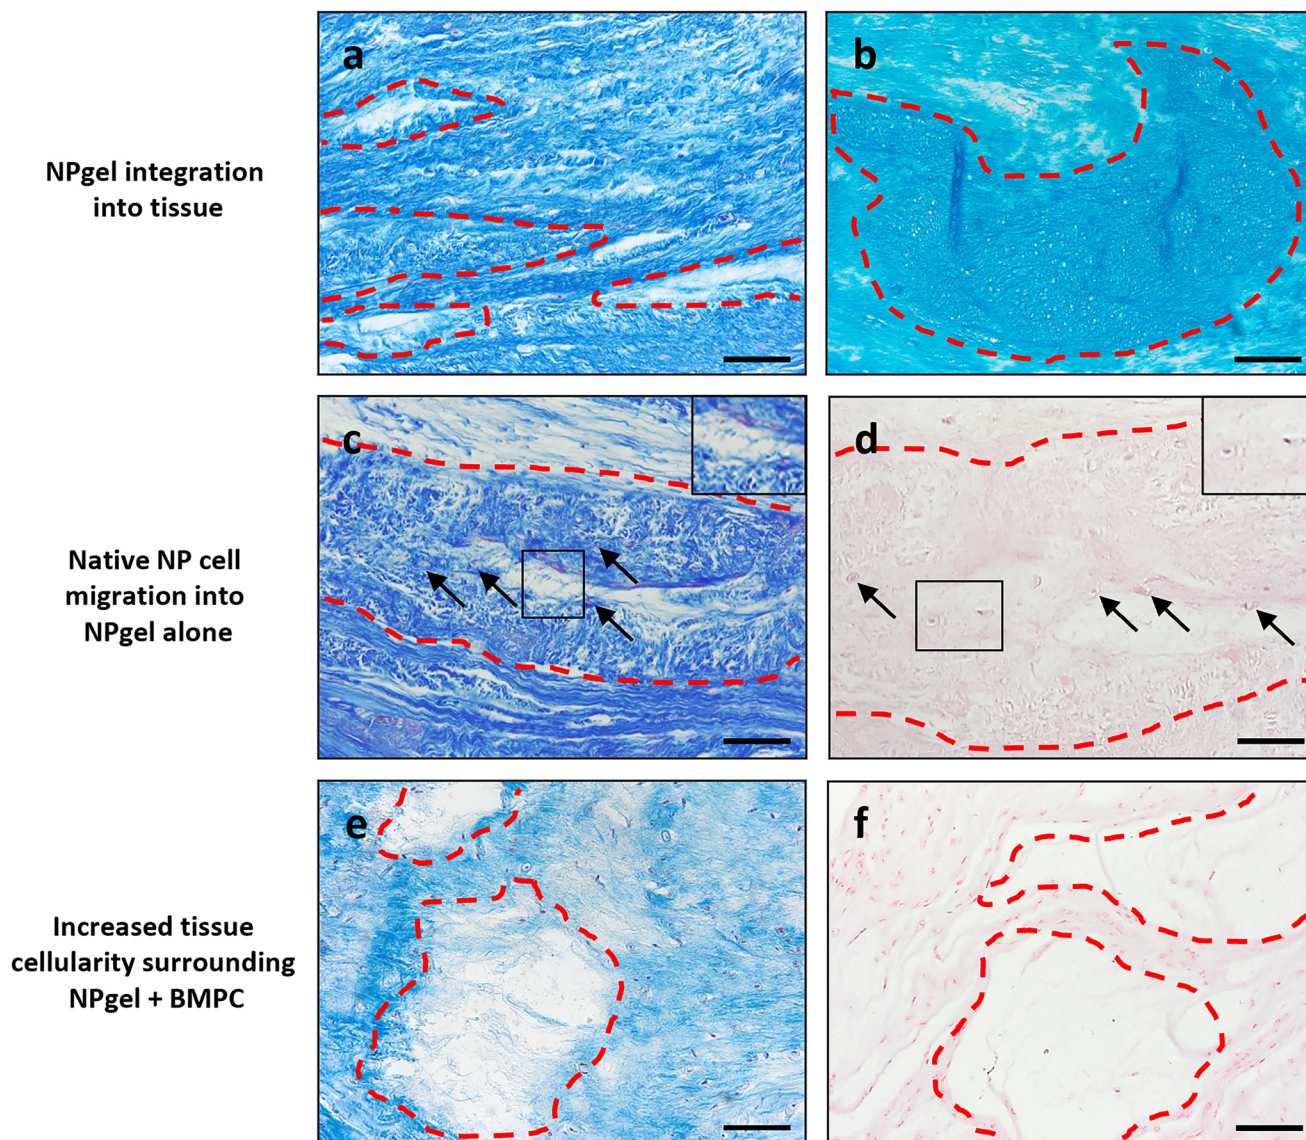 a
b
NPgel integration
into tissue
c
d
Native NP cell
migration into
NPgel alone
e
f
Increased tissue
cellularity surrounding
NPgel + BMPC